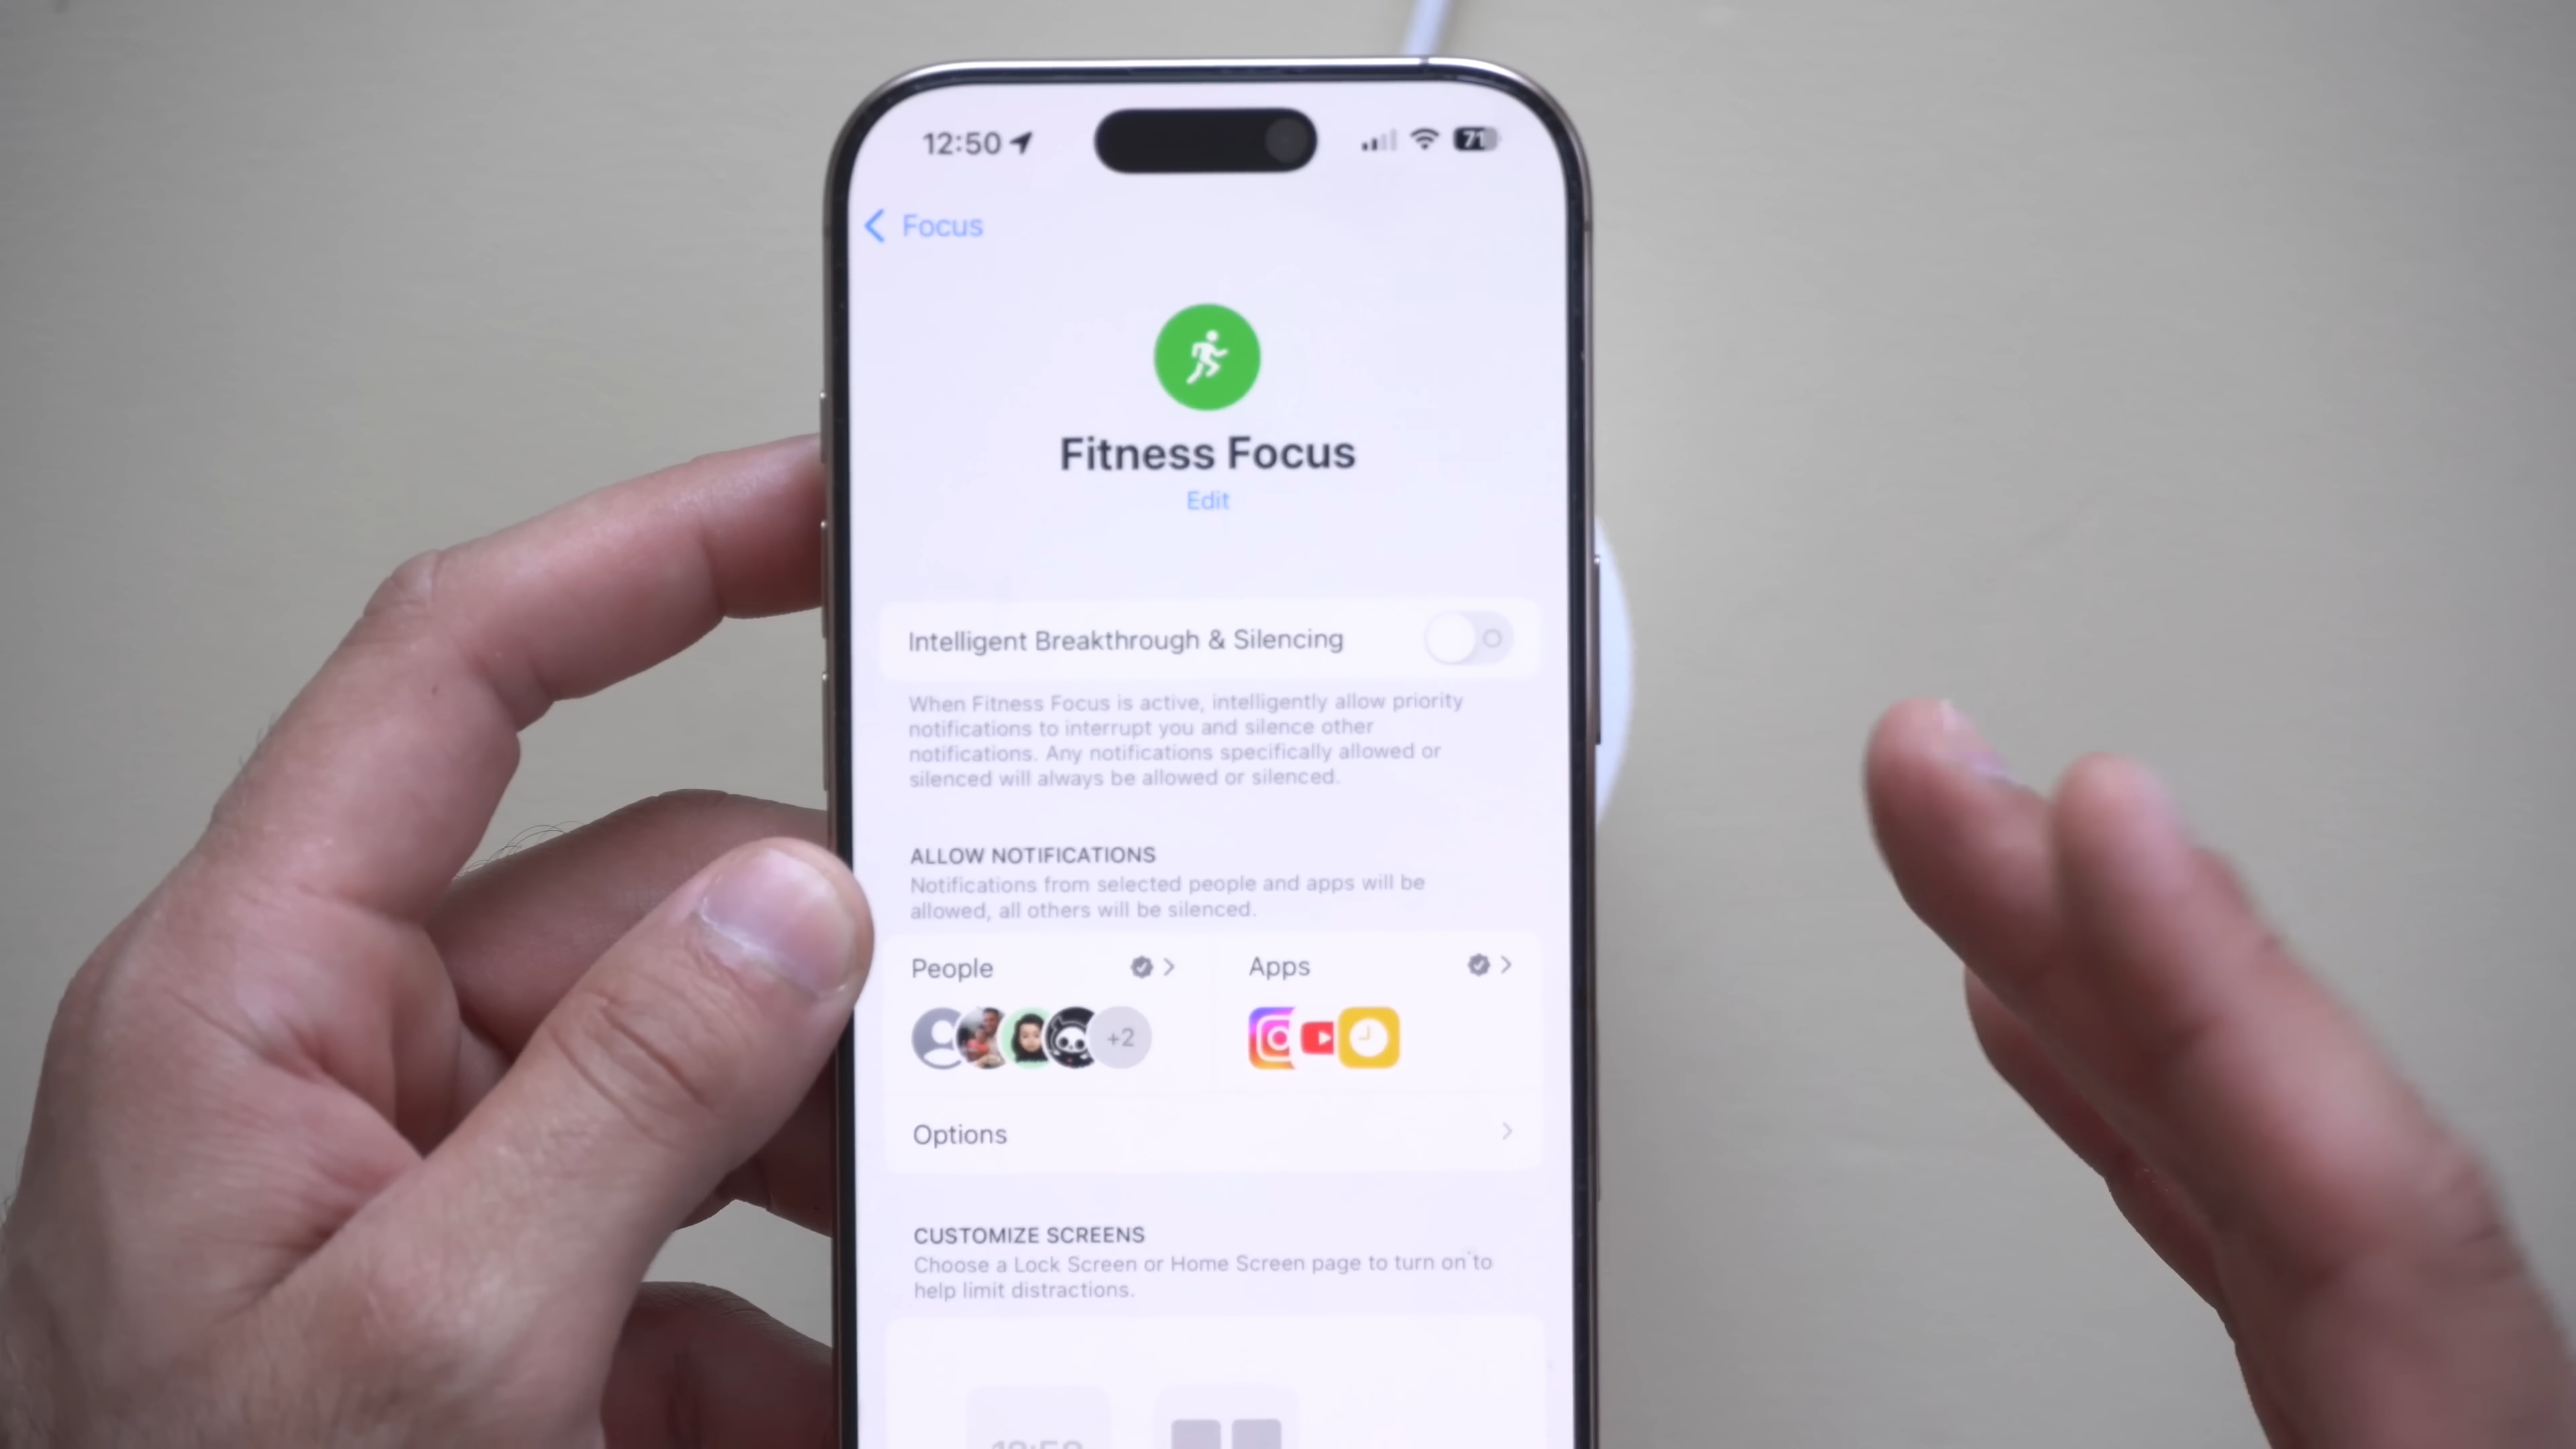 12:50
71
Focus
Fitness Focus
Edit
Intelligent Breakthrough & Silencing
When Fitness Focus is active, intelligently allow priority
notifications to interrupt you and silence other
notifications. Any notifications specifically allowed or
silenced will always be allowed or silenced.
ALLOW NOTIFICATIONS
Notifications from selected people and apps will be
allowed, all others will be silenced.
People
Apps
+2
Options
CUSTOMIZE SCREENS
Choose a Lock Screen or Home Screen page to turn on to
help limit distractions.